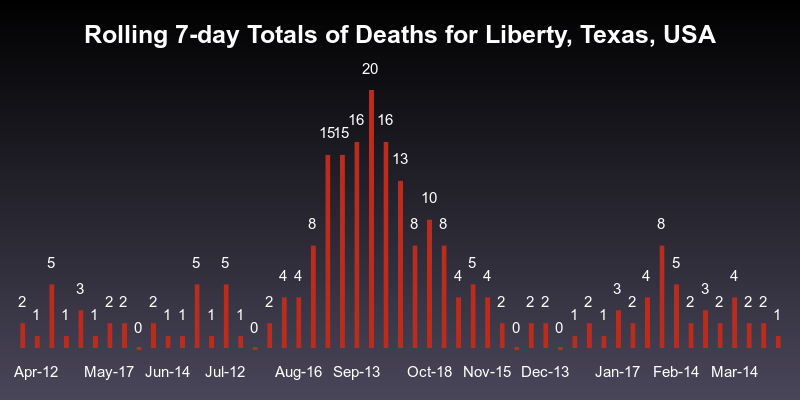 Rolling 7-day Totals of Deaths for Liberty, Texas, USA
2 1 5 1 3 1 2 2 0 2 1 1 5 1 5 1 0 2 4 4 8 15 15 16 20 16 13 8 10 8 4 5 4 2 0 2 2 0 1 2 1 3 2 4 8 5 2 3 2 4 2 2 1
Apr-12 May-17 Jun-14 Jul-12 Aug-16 Sep-13 Oct-18 Nov-15 Dec-13 Jan-17 Feb-14 Mar-14